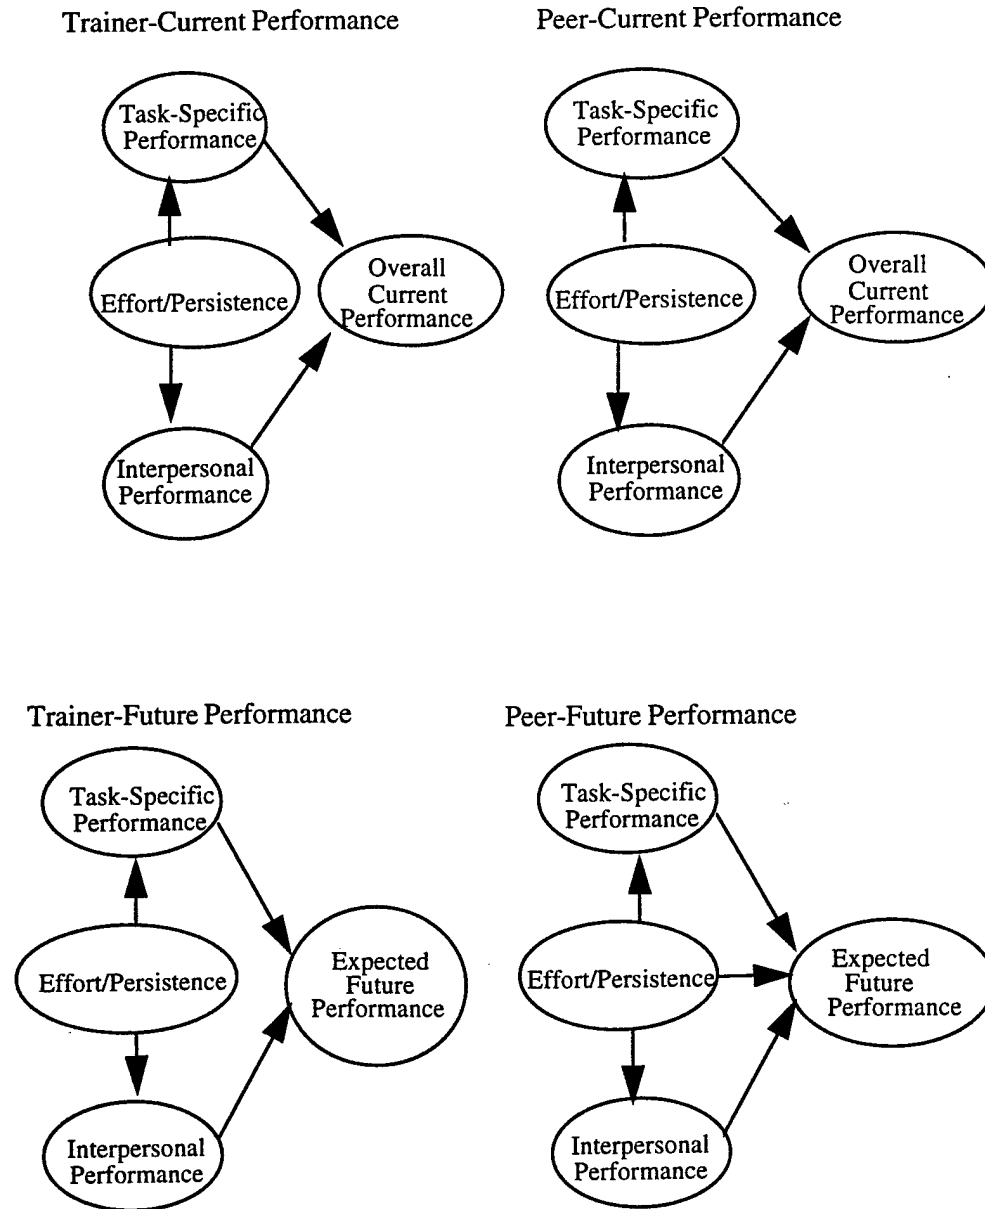 Trainer-Current Performance
Task-Specific
Performance
Effort/Persistence
Overall
Current
Performance
Interpersonal
Performance
Peer-Current Performance
Task-Specific
Performance
Effort/Persistence
Overall
Current
Performance
Interpersonal
Performance
Trainer-Future Performance
Task-Specific
Performance
Effort/Persistence
Expected
Future
Performance
Interpersonal
Performance
Peer-Future Performance
Task-Specific
Performance
Effort/Persistence
Expected
Future
Performance
Interpersonal
Performance